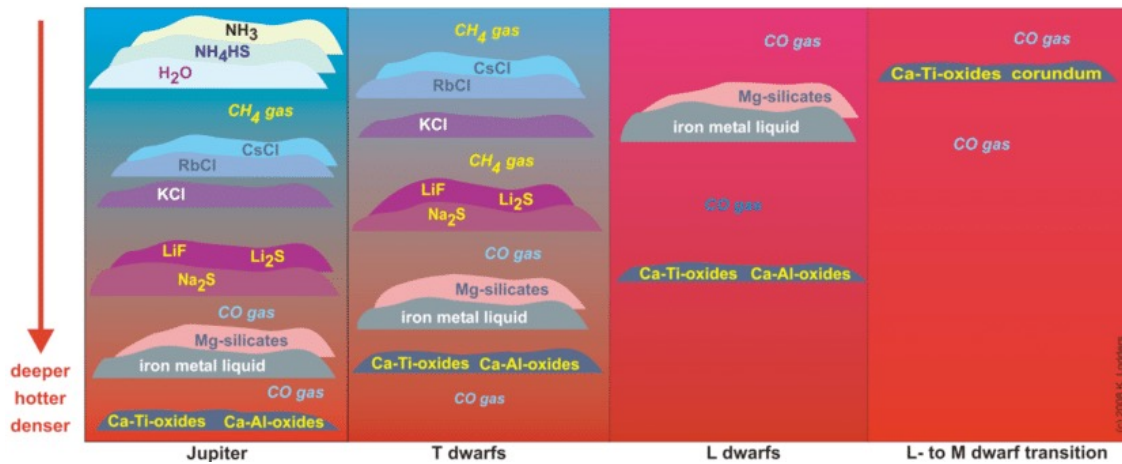 NH3
NH4HS
H2O
CH4 gas
CsCl
RbCl
KCl
LiF Li2S
Na2S
CO gas
Mg-silicates
iron metal liquid
CO gas
Ca-Ti-oxides Ca-Al-oxides
Jupiter
CH4 gas
CsCl
RbCl
KCl
CH4 gas
LiF Li2S
Na2S
CO gas
Mg-silicates
iron metal liquid
Ca-Ti-oxides Ca-Al-oxides
CO gas
T dwarfs
CO gas
Mg-silicates
iron metal liquid
CO gas
Ca-Ti-oxides Ca-Al-oxides
L dwarfs
CO gas
Ca-Ti-oxides corundum
CO gas
L- to M dwarf transition
deeper
hotter
denser
(c) 2006 K. Lodders